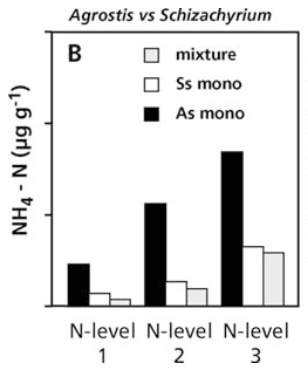 Agrostis vs Schizachyrium
B
mixture
Ss mono
As mono
NH₄ - N (µg g⁻¹)
N-level N-level N-level
1 2 3